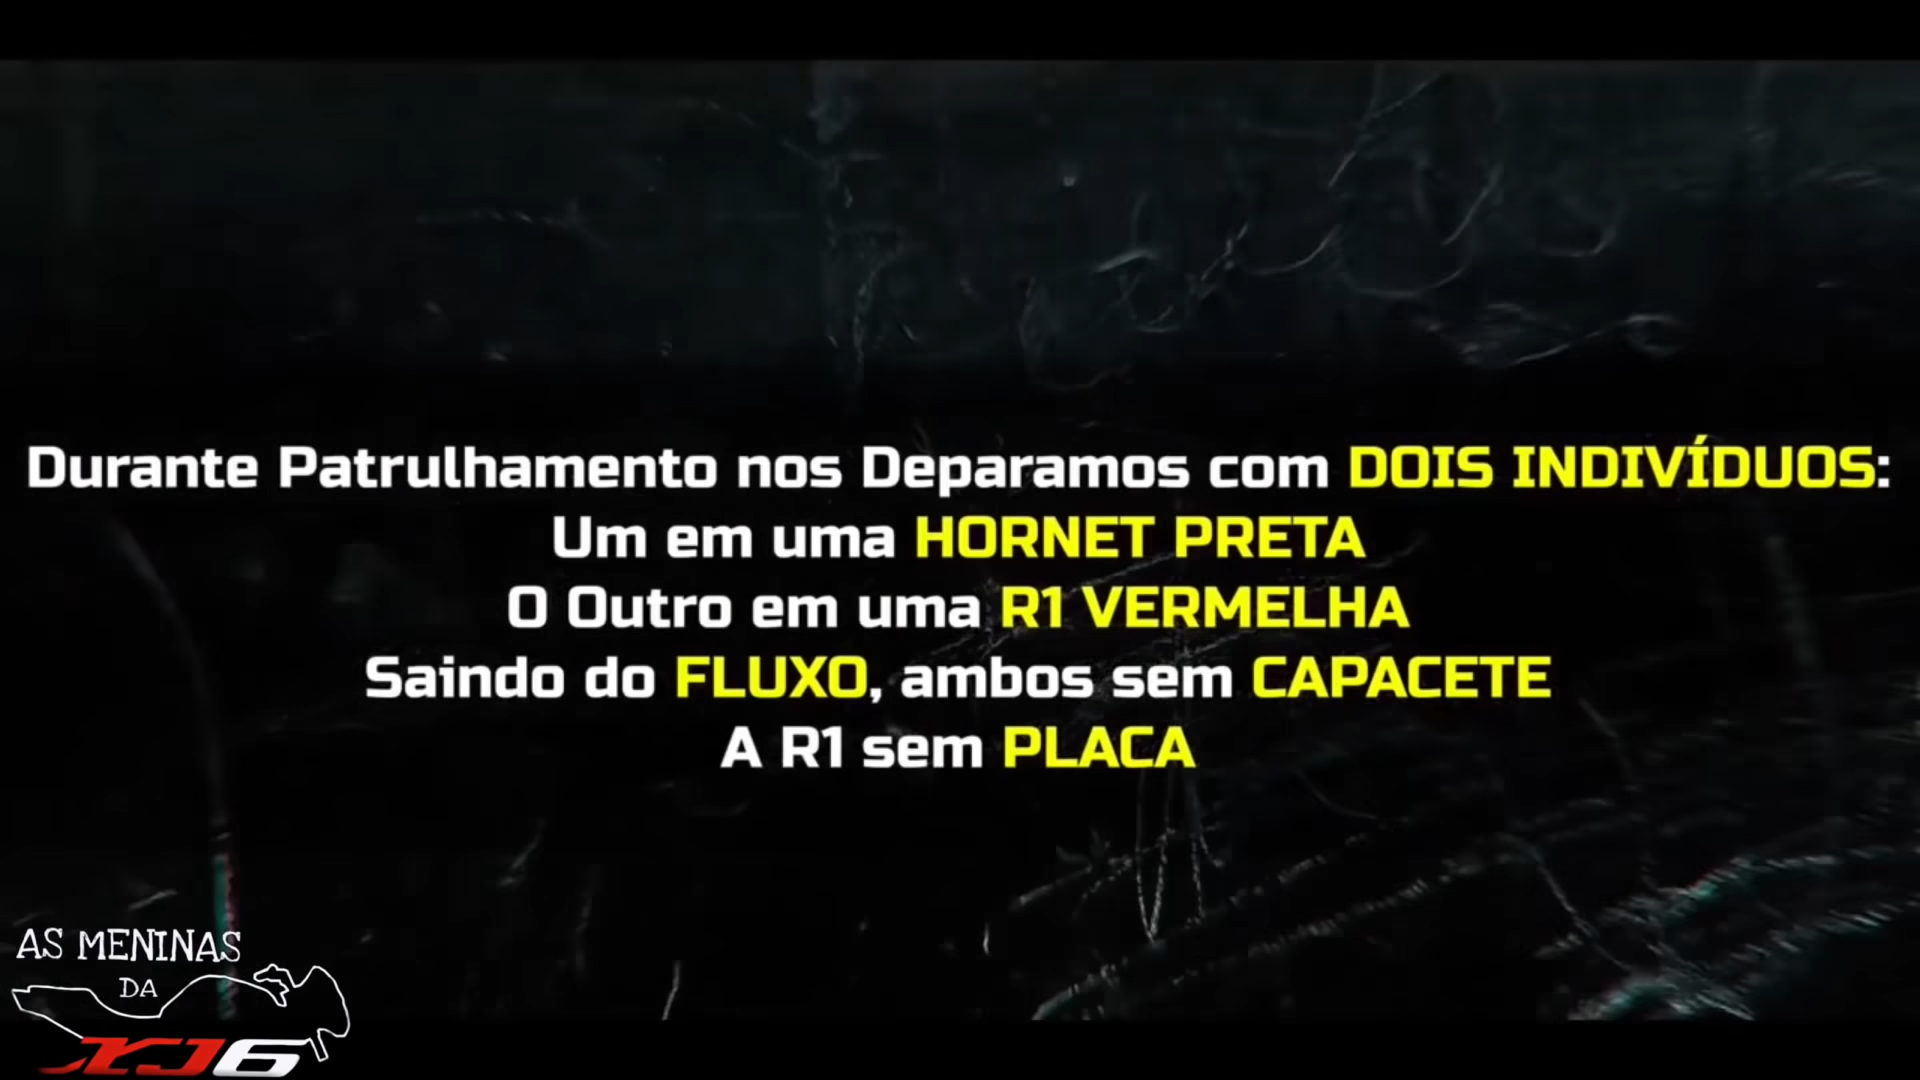 Durante Patrulhamento nos Deparamos com DOIS INDIVÍDUOS:
Um em uma HORNET PRETA
O Outro em uma R1 VERMELHA
Saindo do FLUXO, ambos sem CAPACETE
A R1 sem PLACA
AS MENINAS
DA
XJ6